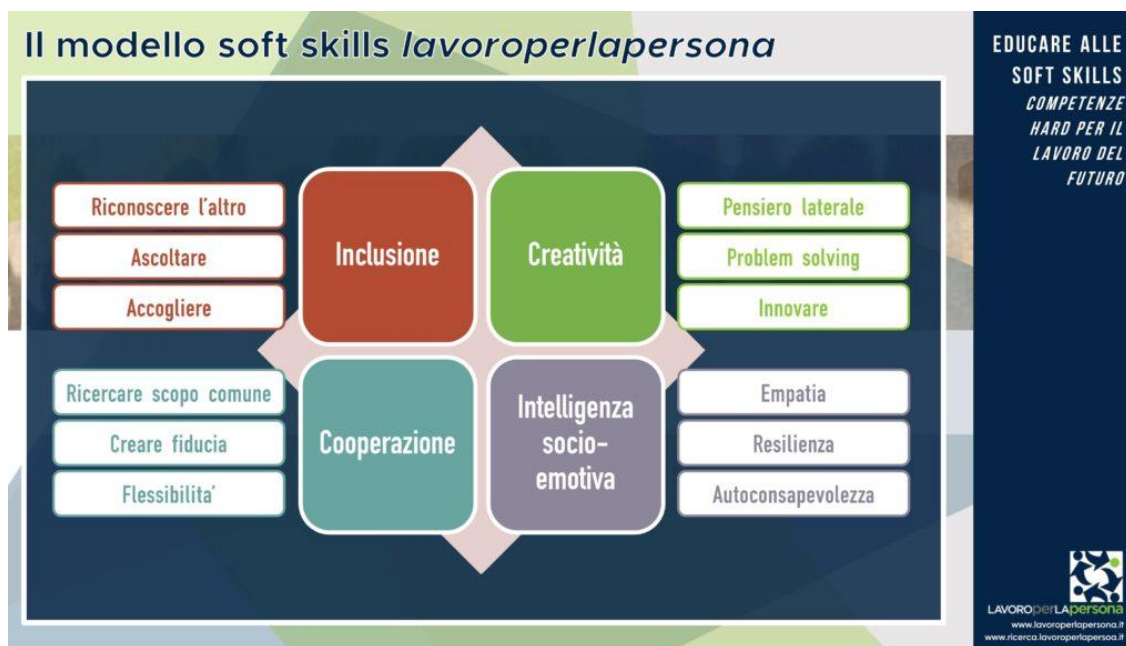 Il modello soft skills lavoroperlapersona
Riconoscere l'altro
Ascoltare
Accogliere
Inclusione
Creatività
Pensiero laterale
Problem solving
Innovare
Ricercare scopo comune
Creare fiducia
Flessibilita'
Cooperazione
Intelligenza
socio-
emotiva
Empatia
Resilienza
Autoconsapevolezza
EDUCARE ALLE
SOFT SKILLS
COMPETENZE
HARD PER IL
LAVORO DEL
FUTURO
LAVOROperLApersona
www.lavoroperlapersona.it
www.ricerca.lavoroperlapersoa.it